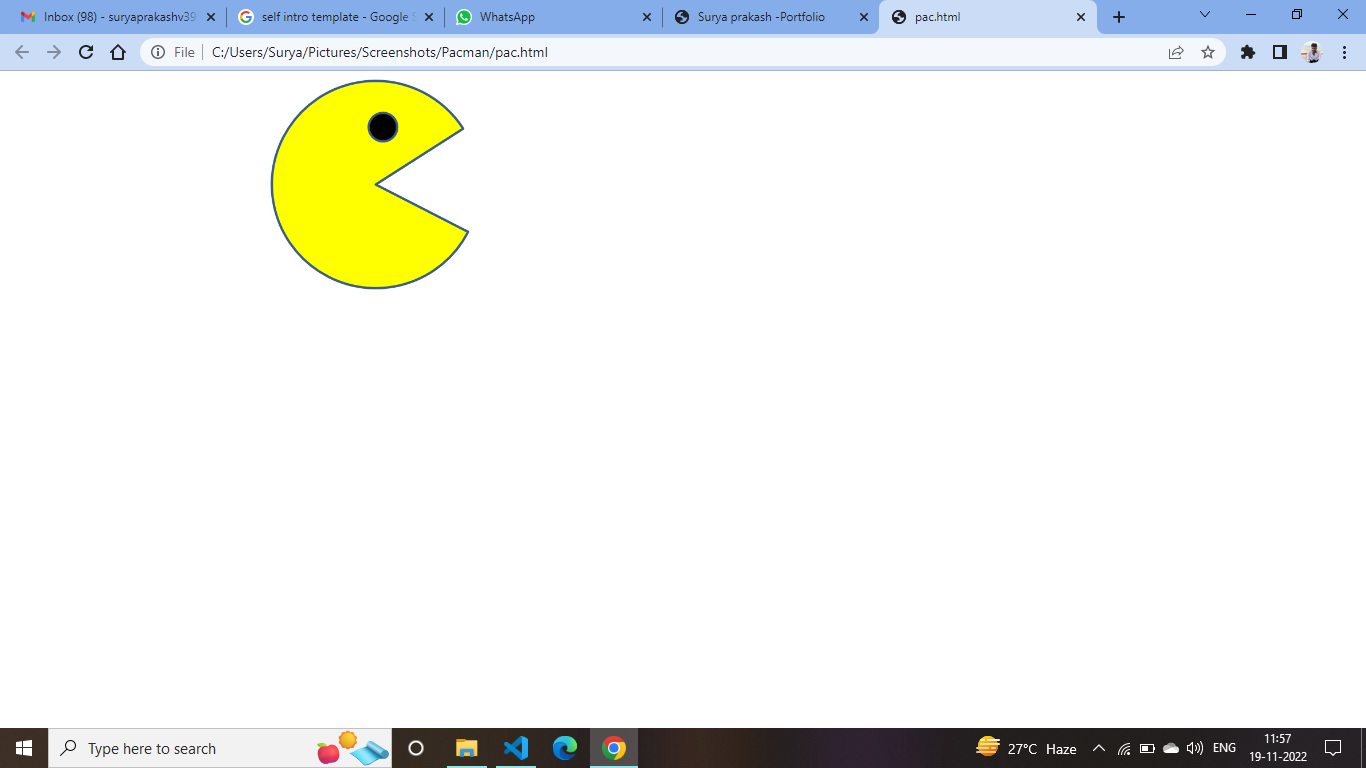 Inbox (98) - suryaprakashv39
self intro template - Google S
WhatsApp
Surya prakash -Portfolio
pac.html
File
C:/Users/Surya/Pictures/Screenshots/Pacman/pac.html
Type here to search
27°C Haze
ENG
11:57
19-11-2022